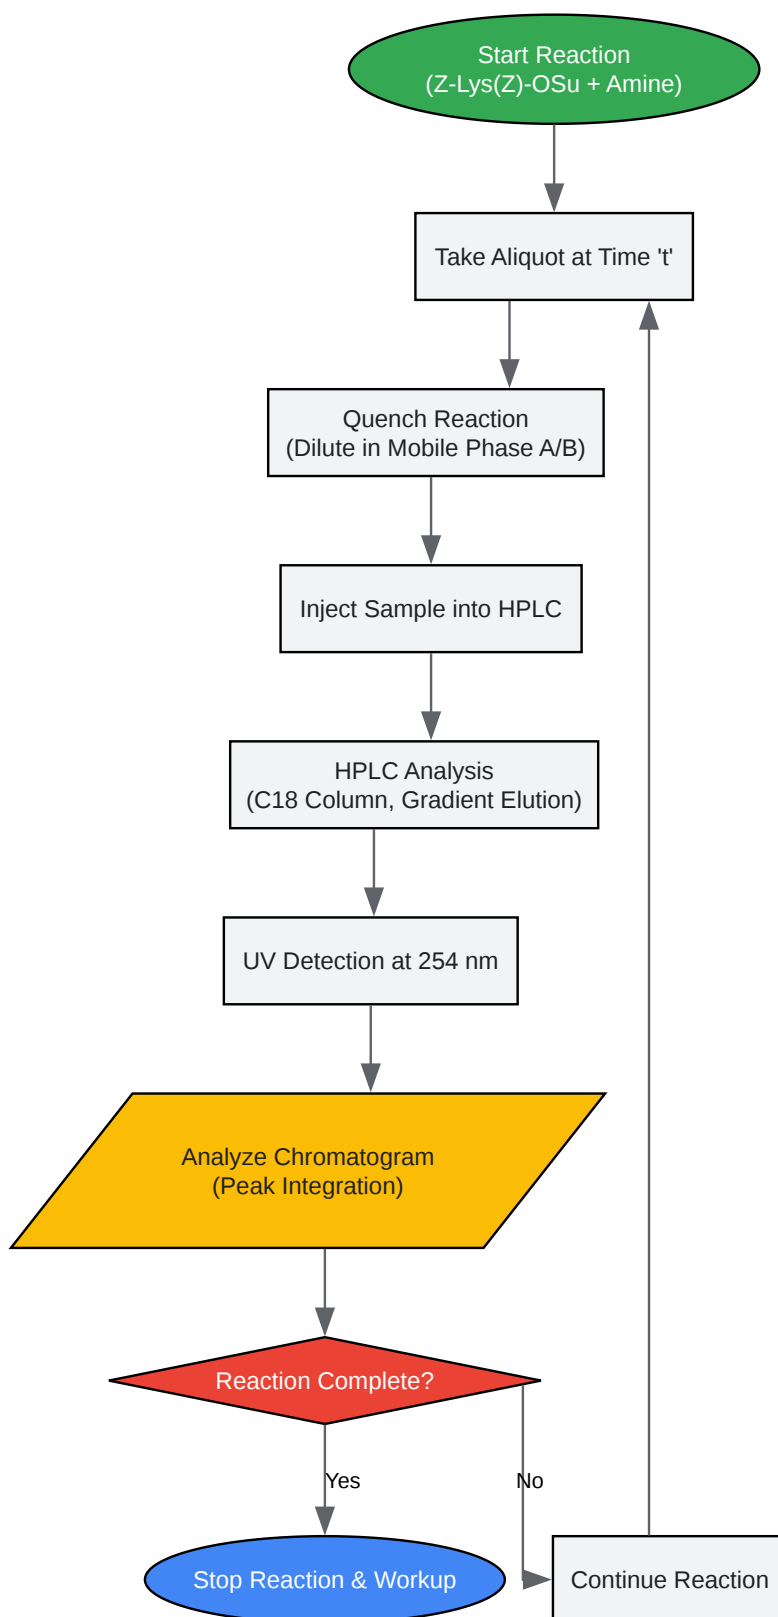 Start Reaction
(Z-Lys(Z)-OSu + Amine)
Take Aliquot at Time 't'
Quench Reaction
(Dilute in Mobile Phase A/B)
Inject Sample into HPLC
HPLC Analysis
(C18 Column, Gradient Elution)
UV Detection at 254 nm
Analyze Chromatogram
(Peak Integration)
Reaction Complete?
Yes
No
Stop Reaction & Workup
Continue Reaction